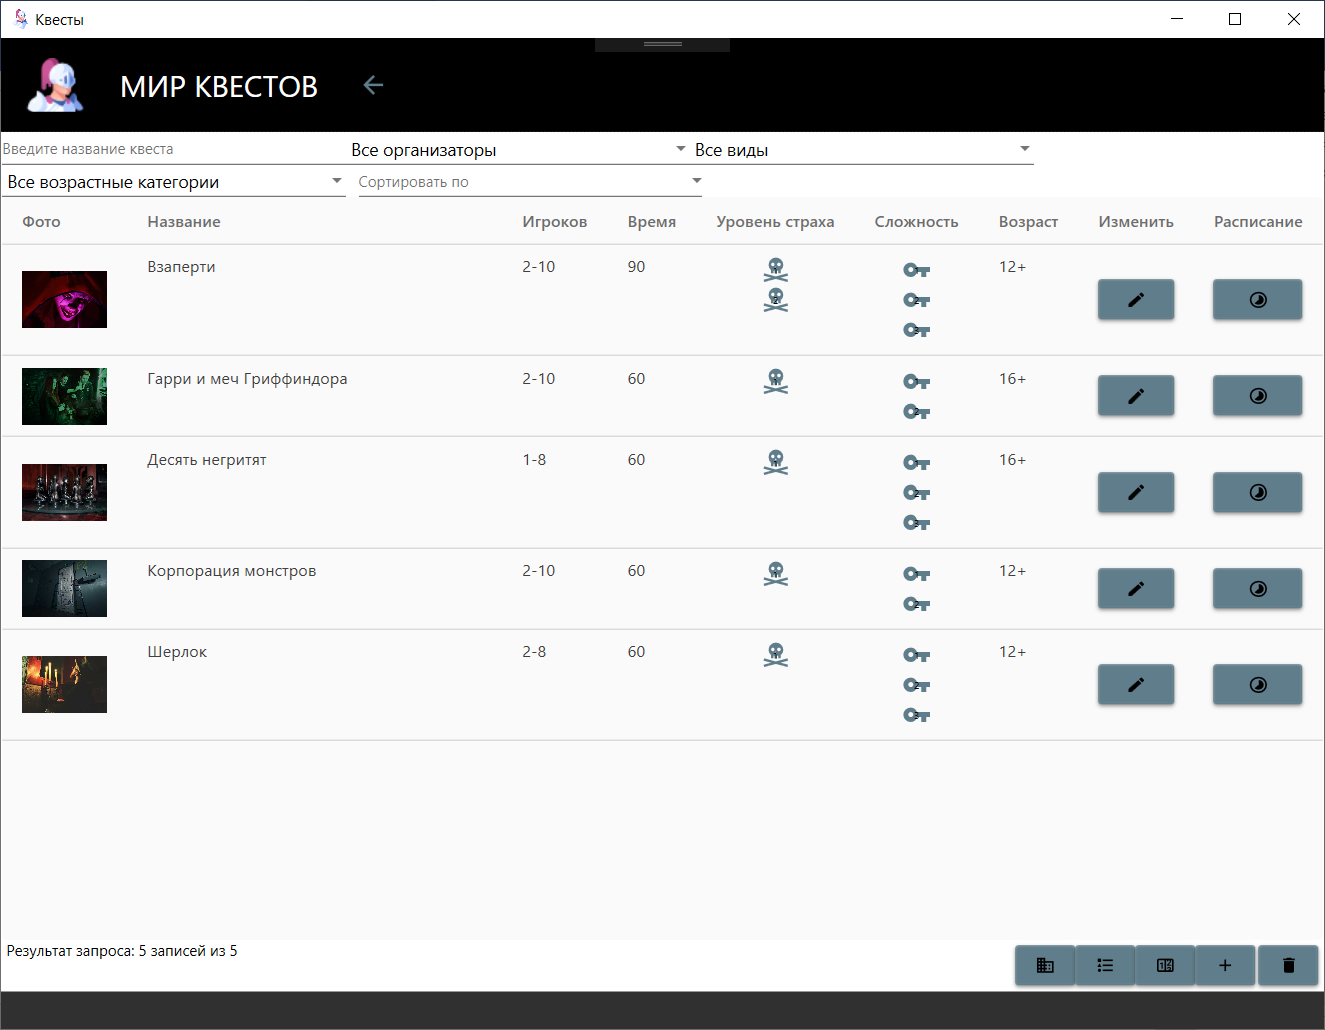 Квесты
МИР КВЕСТОВ
Введите название квеста
Все организаторы
Все виды
Все возрастные категории
Сортировать по
Фото Название Игроков Время Уровень страха Сложность Возраст Изменить Расписание
Взаперти 2-10 90 12+
Гарри и меч Гриффиндора 2-10 60 16+
Десять негритят 1-8 60 16+
Корпорация монстров 2-10 60 12+
Шерлок 2-8 60 12+
Результат запроса: 5 записей из 5